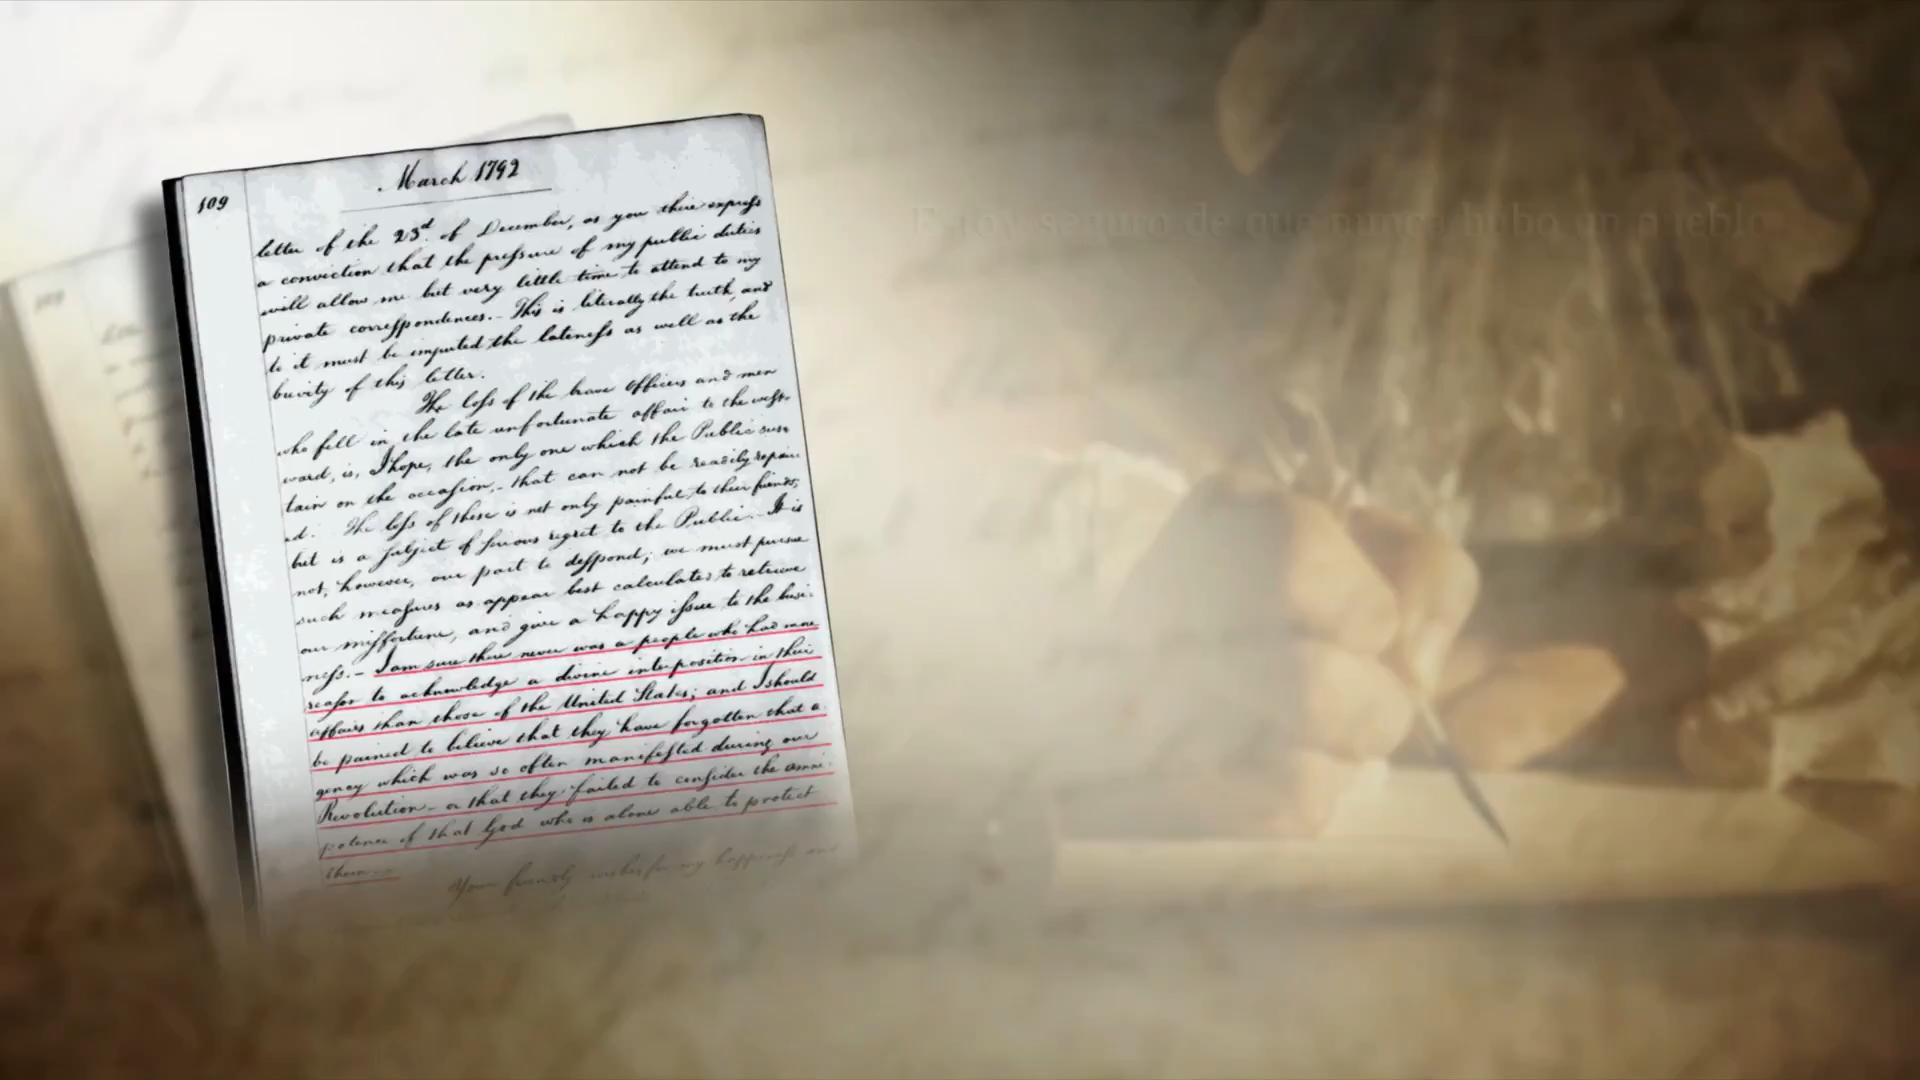 March 1792
109
letter of the 23d. of December, as you there express
a conviction that the pressure of my public duties
will allow me but very little time to attend to my
private correspondences. - This is literally the truth, and
to it must be imputed the lateness as well as the
brevity of this letter.
The loss of the brave Officers and men
who fell in the late unfortunate affair to the west-
ward, is, I hope, the only one which the Public sus-
tain on the occasion, - that can not be readily repair-
ed. The loss of these is not only painful to their friends,
but is a subject of serious regret to the Public. - It is
not, however, our part to despond; we must pursue
such measures as appear best calculated to retrieve
our misfortune, and give a happy issue to the busi-
ness. - I am sure there never was a people who had more
reason to acknowledge a divine interposition in their
affairs than those of the United States; and I should
be pained to believe that they have forgotten that a-
gency which was so often manifested during our
Revolution - or that they failed to consider the omni-
potence of that God who is alone able to protect
them. -
Your friendly wishes for my happiness and
Estoy seguro de que nunca hubo un pueblo